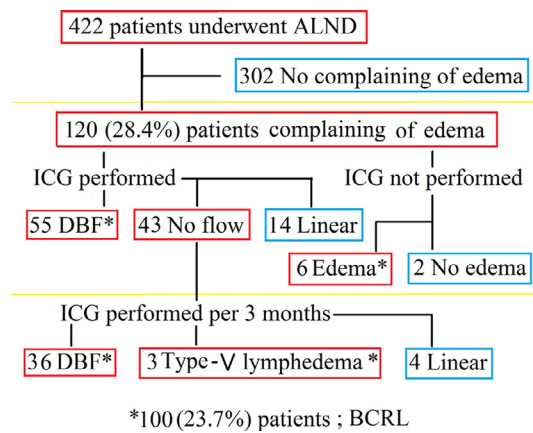 422 patients underwent ALND
302 No complaining of edema
120 (28.4%) patients complaining of edema
ICG performed
ICG not performed
55 DBF*
43 No flow
14 Linear
6 Edema*
2 No edema
ICG performed per 3 months
36 DBF*
3 Type-V lymphedema *
4 Linear
*100 (23.7%) patients ; BCRL